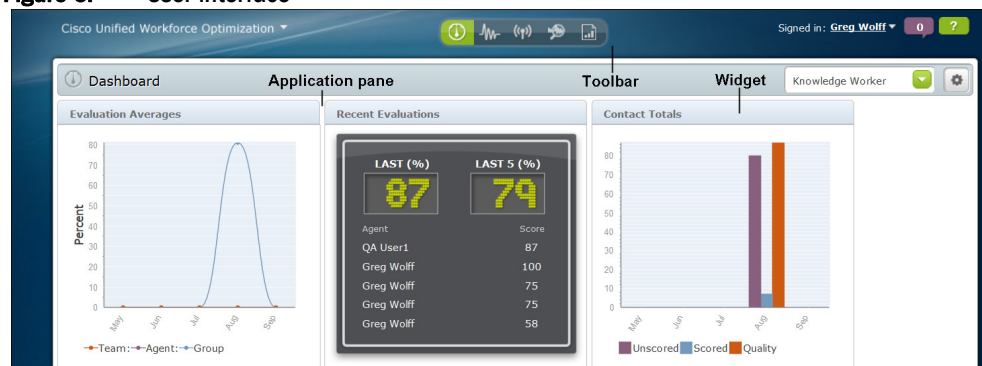 Figure 3. User interface
Cisco Unified Workforce Optimization
Signed in: Greg Wolff
0
?
Dashboard
Application pane
Toolbar
Widget
Knowledge Worker
Evaluation Averages
80
70
60
50
40
30
20
10
0
Percent
May
Jun
Jul
Aug
Sep
Team: Agent: Group
Recent Evaluations
LAST (%) LAST 5 (%)
87 79
Agent Score
QA User1 87
Greg Wolff 100
Greg Wolff 75
Greg Wolff 75
Greg Wolff 58
Contact Totals
80
70
60
50
40
30
20
10
0
May
Jun
Jul
Aug
Sep
Unscored Scored Quality